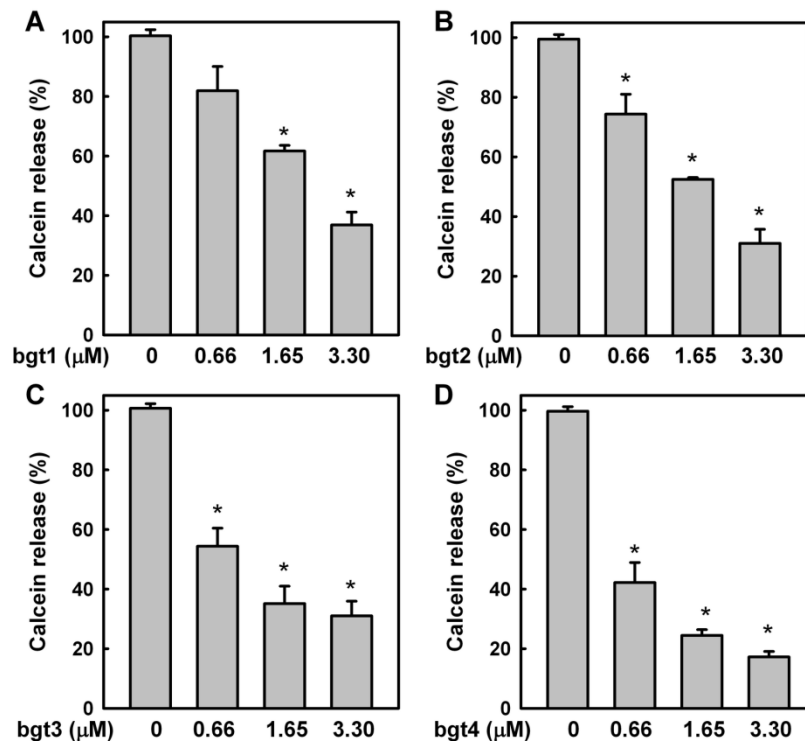 A
Calcein release (%)
100
80
60
40
20
0
*
*
bgt1 (μM) 0 0.66 1.65 3.30
B
Calcein release (%)
100
80
60
40
20
0
*
*
*
bgt2 (μM) 0 0.66 1.65 3.30
C
Calcein release (%)
100
80
60
40
20
0
*
*
*
bgt3 (μM) 0 0.66 1.65 3.30
D
Calcein release (%)
100
80
60
40
20
0
*
*
*
bgt4 (μM) 0 0.66 1.65 3.30